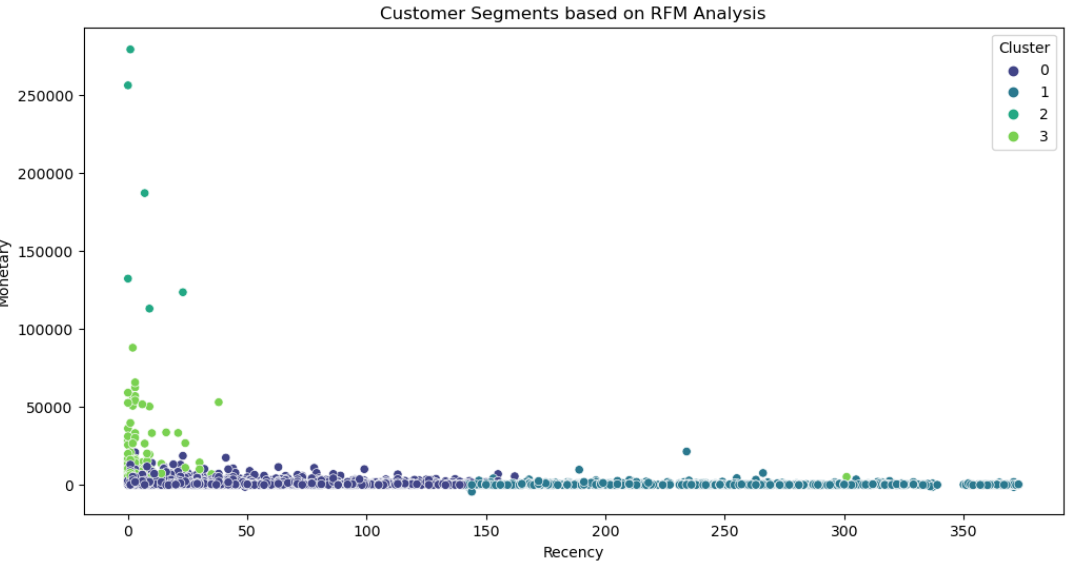 Customer Segments based on RFM Analysis
Cluster
0
1
2
3
250000
200000
150000
100000
50000
0
Monetary
0 50 100 150 200 250 300 350
Recency